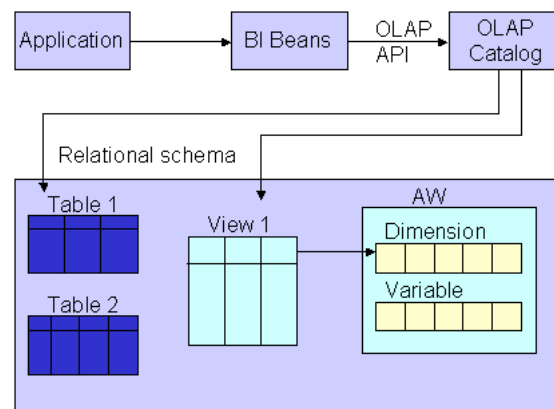 Application
BI Beans
OLAP
API
OLAP
Catalog
Relational schema
Table 1
View 1
AW
Dimension
Variable
Table 2